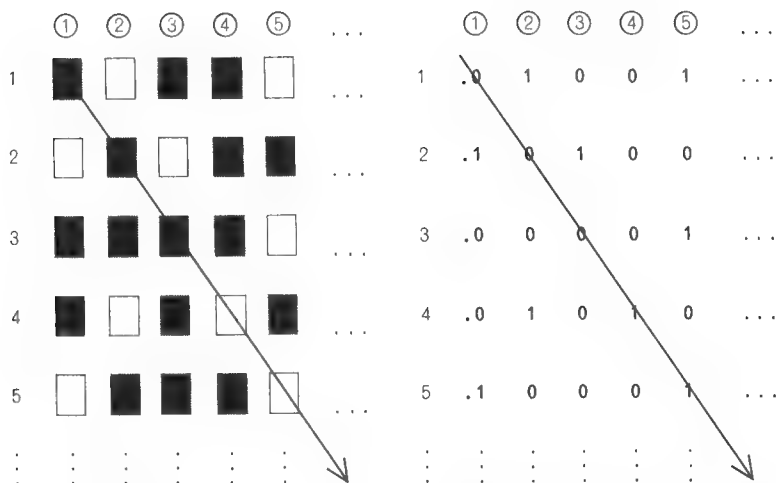 ① ② ③ ④ ⑤ ... ① ② ③ ④ ⑤ ...
1 ... 1 .0 1 0 0 1 ...
2 ... 2 .1 0 1 0 0 ...
3 ... 3 .0 0 0 0 1 ...
4 ... 4 .0 1 0 1 0 ...
5 ... 5 .1 0 0 0 1 ...